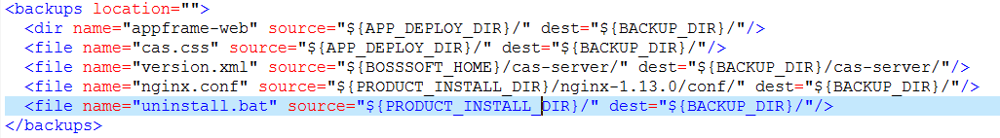 <backups location="">
<dir name="appframe-web" source="${APP_DEPLOY_DIR}/" dest="${BACKUP_DIR}/"/>
<file name="cas.css" source="${APP_DEPLOY_DIR}/" dest="${BACKUP_DIR}/"/>
<file name="version.xml" source="${BOSSSOFT_HOME}/cas-server/" dest="${BACKUP_DIR}/cas-server/"/>
<file name="nginx.conf" source="${PRODUCT_INSTALL_DIR}/nginx-1.13.0/conf/" dest="${BACKUP_DIR}/"/>
<file name="uninstall.bat" source="${PRODUCT_INSTALL_DIR}/" dest="${BACKUP_DIR}/"/>
</backups>